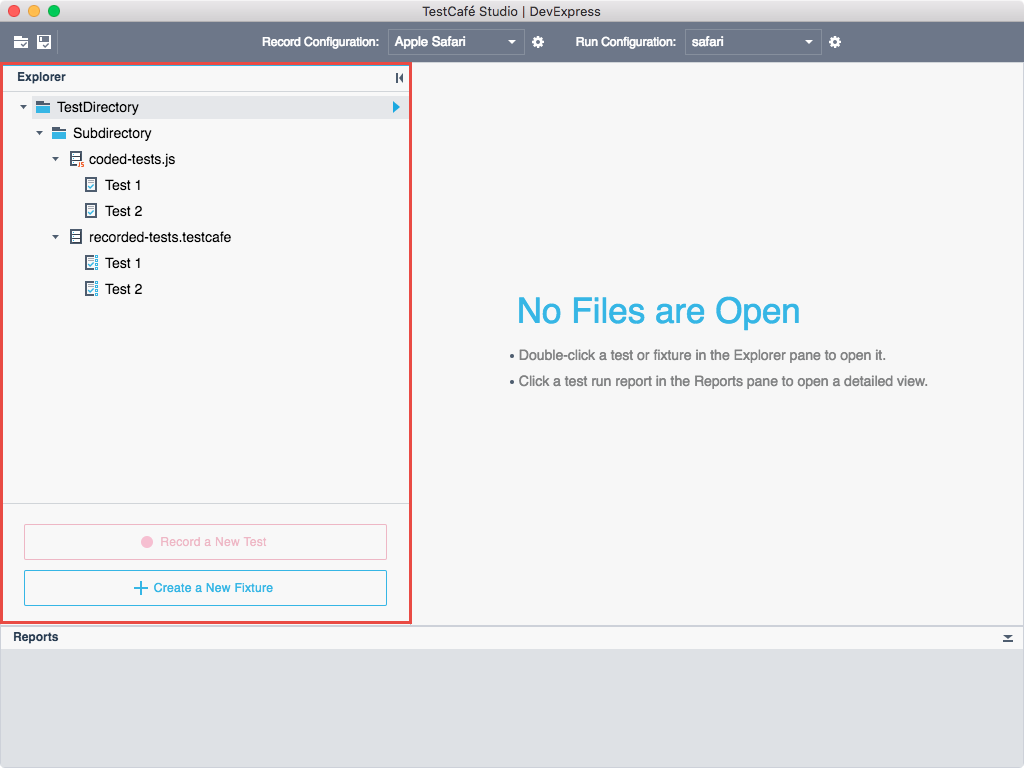 TestCafé Studio | DevExpress
Record Configuration: Apple Safari Run Configuration: safari
Explorer
TestDirectory
Subdirectory
coded-tests.js
Test 1
Test 2
recorded-tests.testcafe
Test 1
Test 2
No Files are Open
• Double-click a test or fixture in the Explorer pane to open it.
• Click a test run report in the Reports pane to open a detailed view.
Record a New Test
Create a New Fixture
Reports